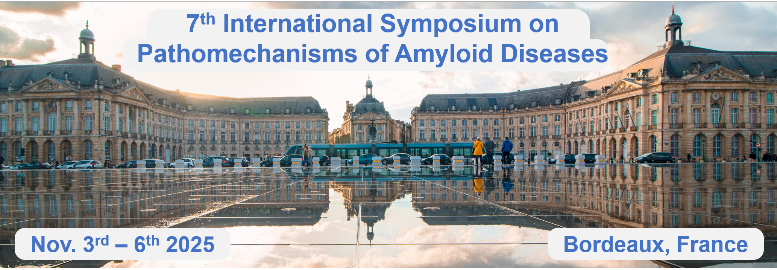 7th International Symposium on
Pathomechanisms of Amyloid Diseases
Nov. 3rd – 6th 2025
Bordeaux, France